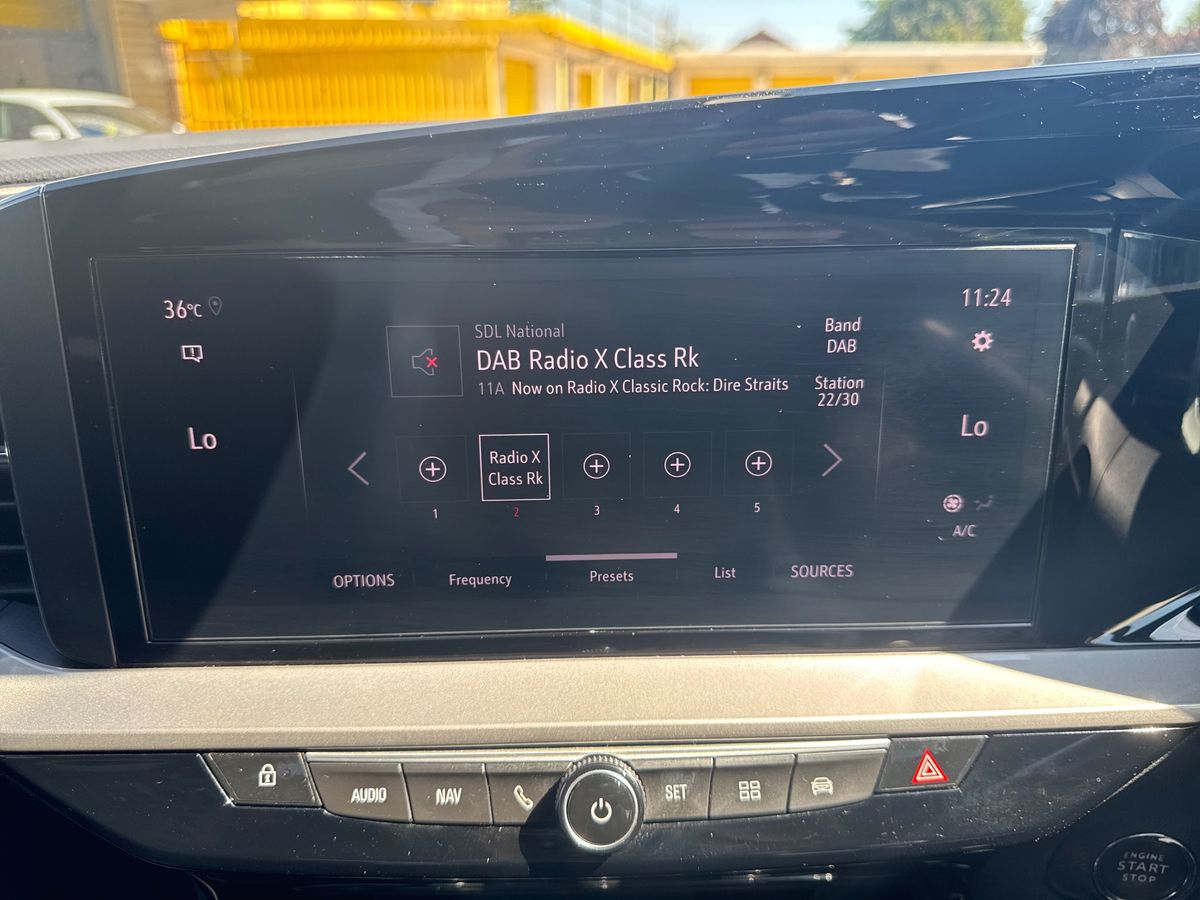 36°C
11:24
SDL National
DAB Radio X Class Rk
11A Now on Radio X Classic Rock: Dire Straits
Band
DAB
Station
22/30
Lo
Lo
Radio X
Class Rk
1
2
3
4
5
A/C
OPTIONS
Frequency
Presets
List
SOURCES
AUDIO
NAV
SET
ENGINE
START
STOP